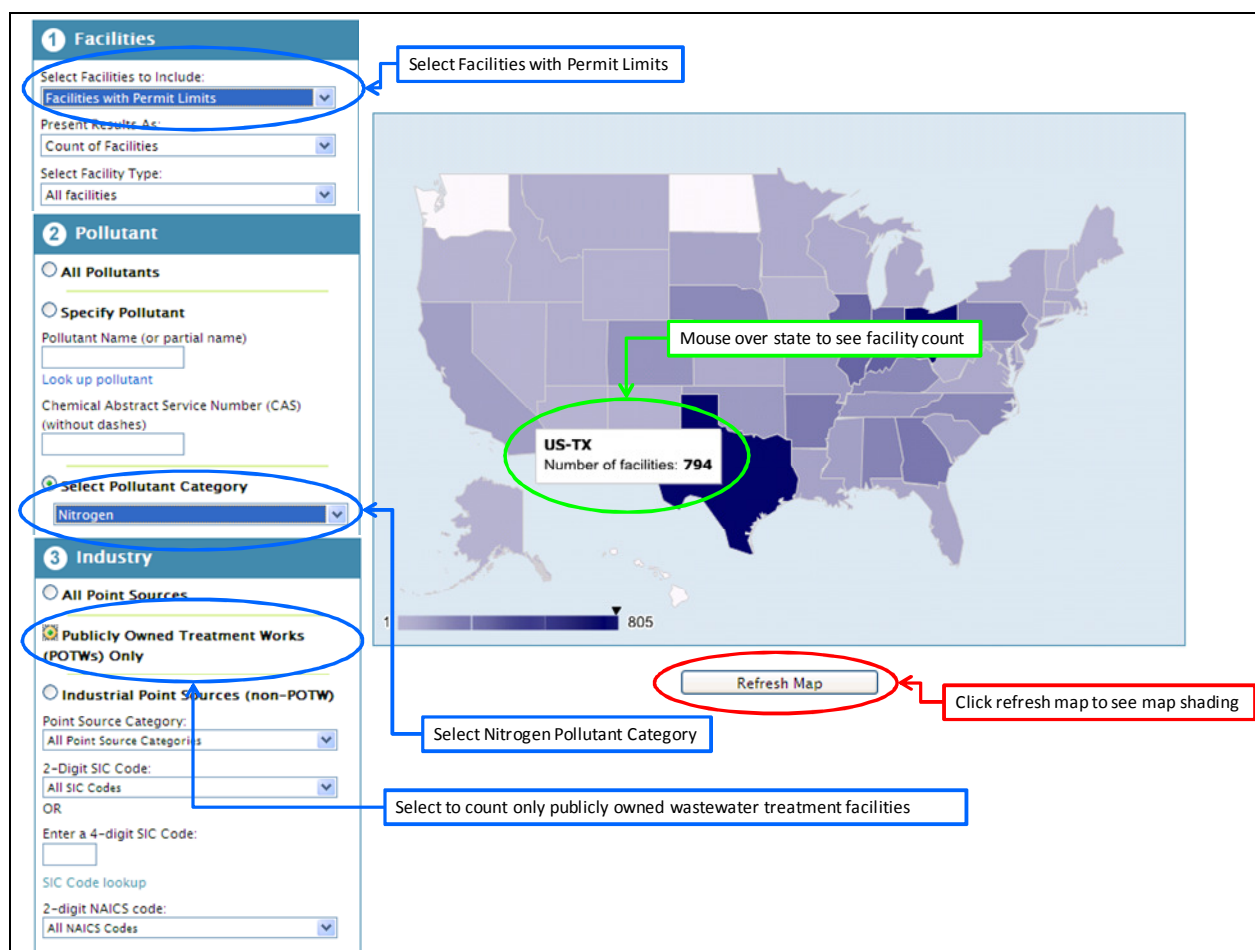 1 Facilities
Select Facilities to Include:
Facilities with Permit Limits
Present Results As:
Count of Facilities
Select Facility Type:
All facilities
2 Pollutant
All Pollutants
Specify Pollutant
Pollutant Name (or partial name)
Look up pollutant
Chemical Abstract Service Number (CAS)
(without dashes)
Select Pollutant Category
Nitrogen
3 Industry
All Point Sources
Publicly Owned Treatment Works
(POTWs) Only
Industrial Point Sources (non-POTW)
Point Source Category:
All Point Source Categories
2-Digit SIC Code:
All SIC Codes
OR
Enter a 4-digit SIC Code:
SIC Code lookup
2-digit NAICS code:
All NAICS Codes
Select Facilities with Permit Limits
Mouse over state to see facility count
US-TX
Number of facilities: 794
1
805
Refresh Map
Click refresh map to see map shading
Select Nitrogen Pollutant Category
Select to count only publicly owned wastewater treatment facilities